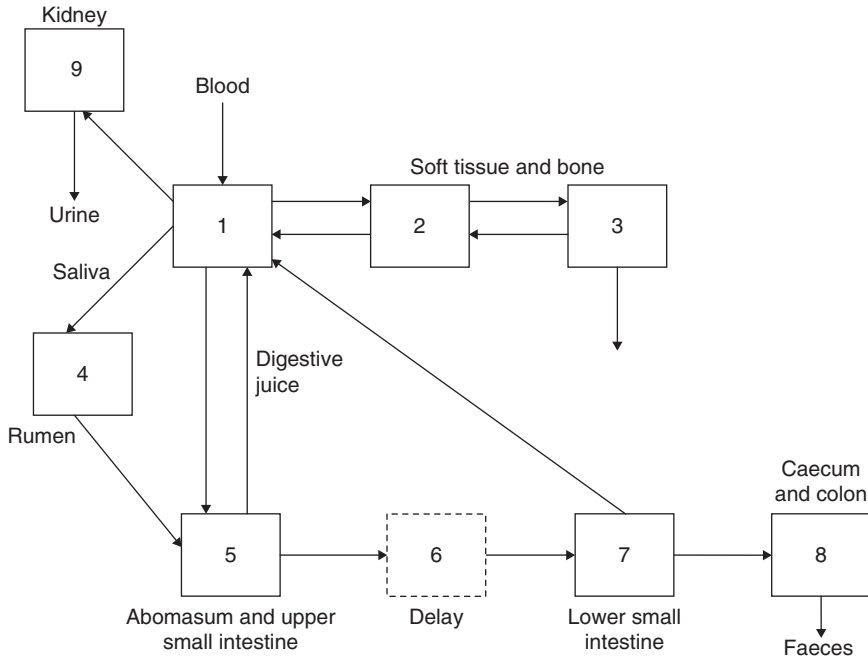 Kidney
9
Blood
Soft tissue and bone
Urine
1
2
3
Saliva
4
Digestive
juice
Rumen
Caecum
and colon
5
6
7
8
Abomasum and upper
small intestine
Delay
Lower small
intestine
Faeces